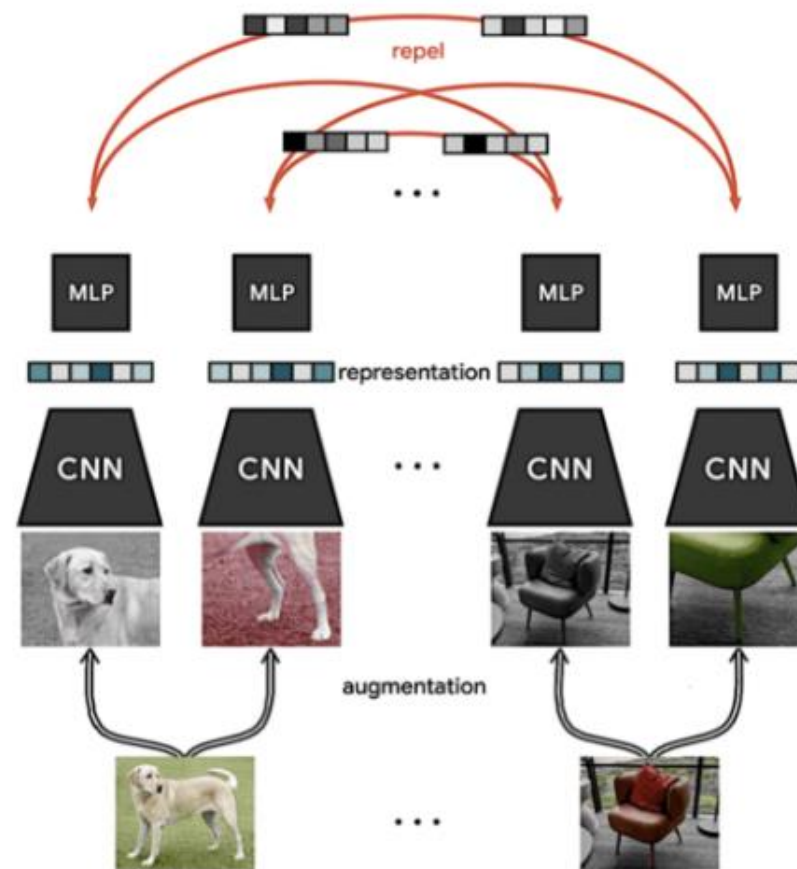 repel
...
MLP MLP MLP MLP
representation
CNN CNN ... CNN CNN
augmentation
...